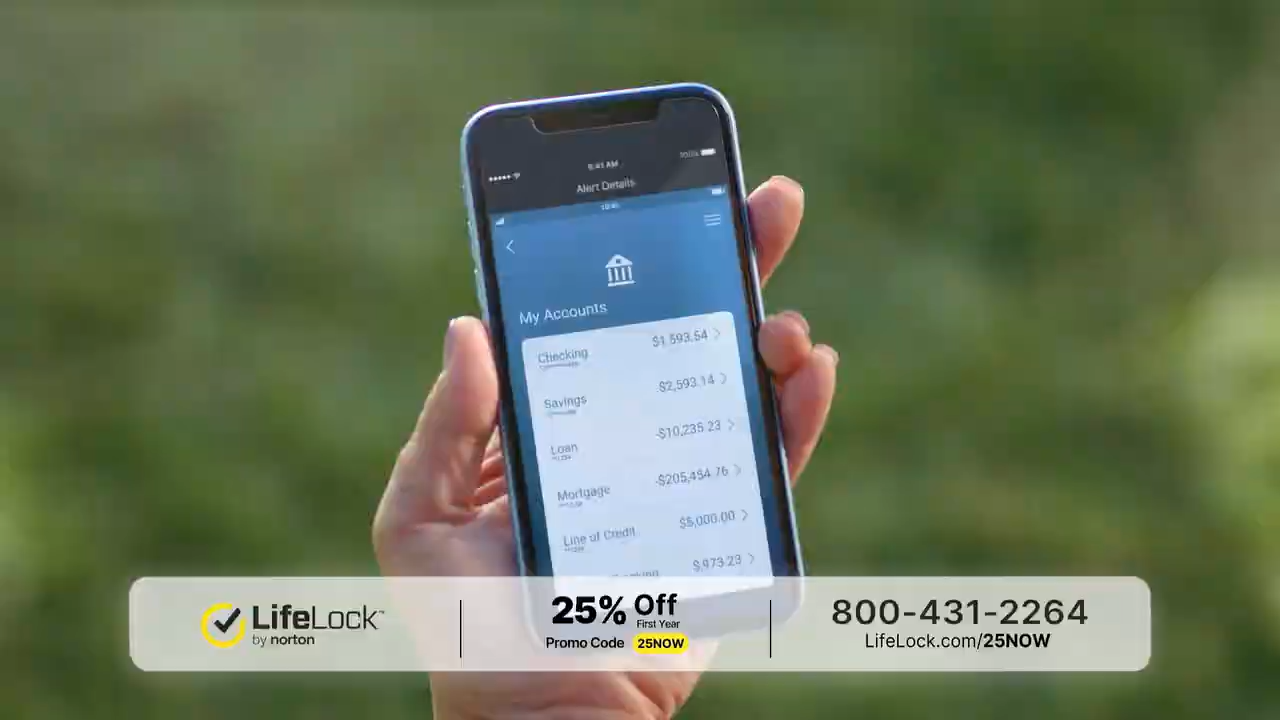 9:41 AM
Alert Details
My Accounts
Checking $1,593.54
Savings $2,593.14
Loan -$10,235.23
Mortgage -$205,454.76
Line of Credit $5,000.00
$,973.23
LifeLock™
by norton
25% Off
First Year
Promo Code 25NOW
800-431-2264
LifeLock.com/25NOW